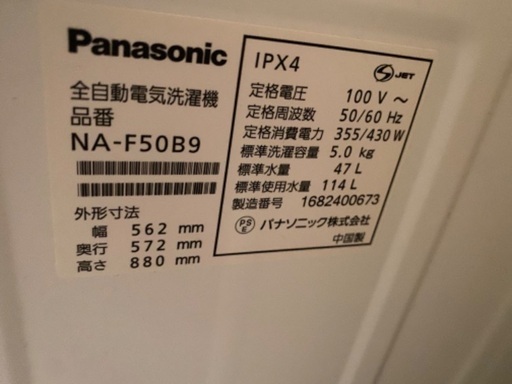 Panasonic
全自動電気洗濯機
品番
NA-F50B9
外形寸法
幅 562 mm
奥行 572 mm
高さ 880 mm
IPX4
S JET
定格電圧 100 V ～
定格周波数 50/60 Hz
定格消費電力 355/430 W
標準洗濯容量 5.0 kg
標準水量 47 L
標準使用水量 114 L
製造番号 1682400673
PS E パナソニック株式会社
中国製